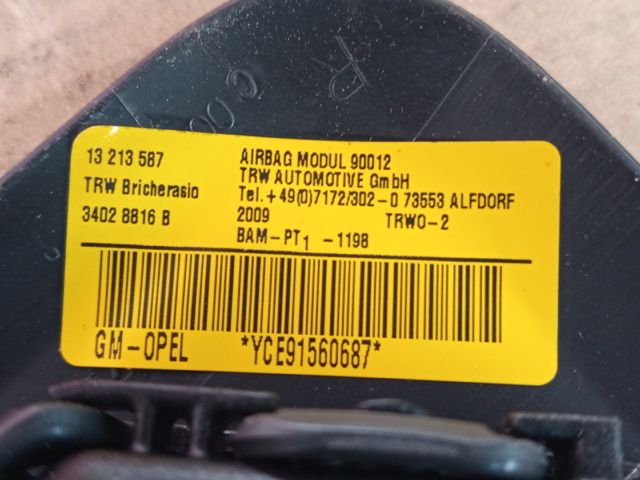 R
13 213 587
TRW Bricherasio
3402 8816 B
AIRBAG MODUL 90012
TRW AUTOMOTIVE GmbH
Tel.+49(0)7172/302-0 73553 ALFDORF
2009 TRWO-2
BAM-PT1 -1198
GM-OPEL *YCE91560687*